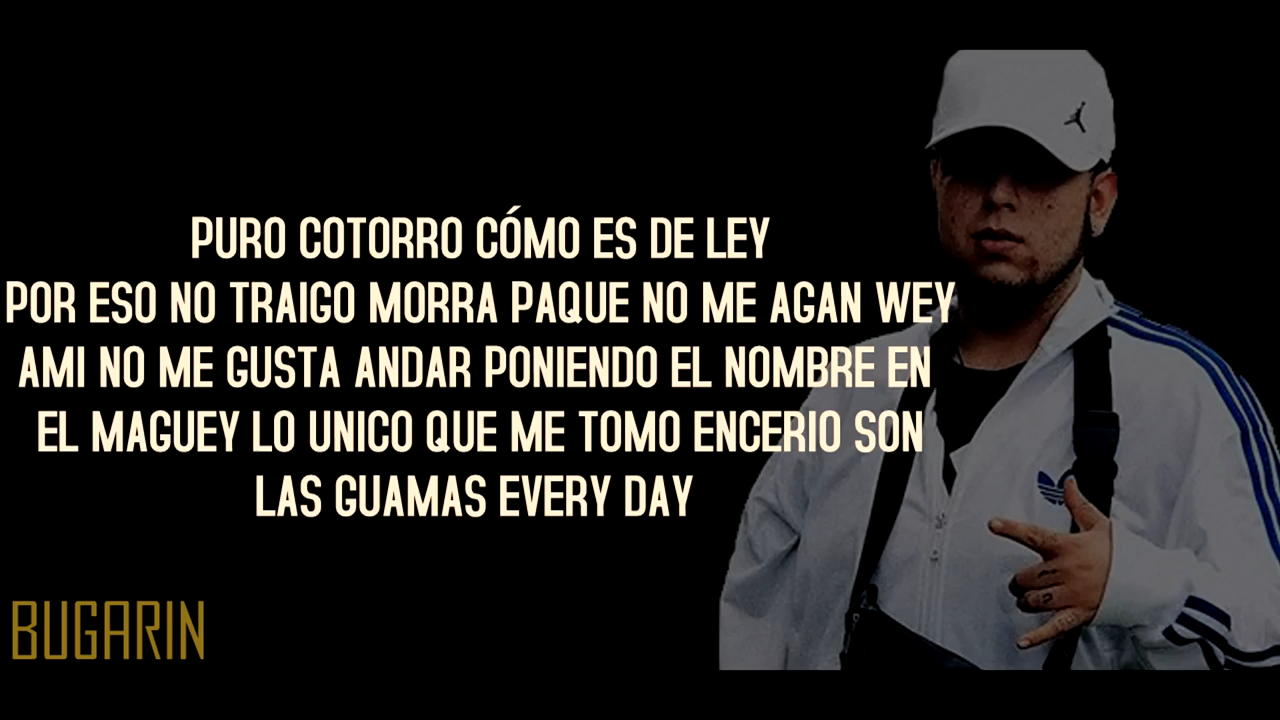 PURO COTORRO CÓMO ES DE LEY
POR ESO NO TRAIGO MORRA PAQUE NO ME AGAN WEY
AMI NO ME GUSTA ANDAR PONIENDO EL NOMBRE EN
EL MAGUEY LO UNICO QUE ME TOMO ENCERIO SON
LAS GUAMAS EVERY DAY
BUGARIN